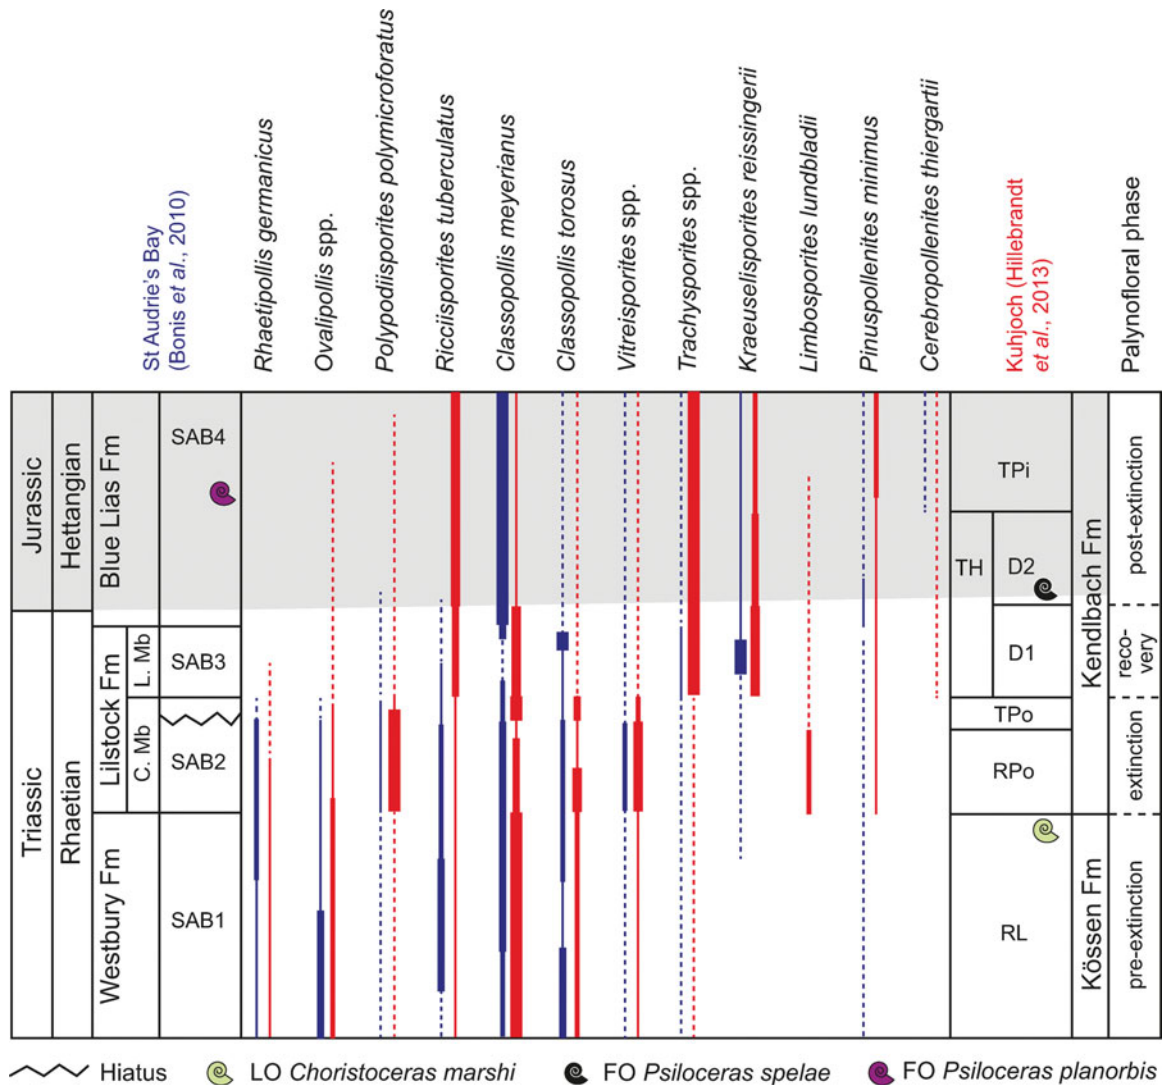 St Audrie's Bay
(Bonis et al., 2010)
Rhaetipollis germanicus
Ovalipollis spp.
Polypodiisporites polymicroforatus
Ricciisporites tuberculatus
Classopollis meyerianus
Classopollis torosus
Vitreisporites spp.
Trachysporites spp.
Kraeuselisporites reissingerii
Limbosporites lundbladii
Pinuspollenites minimus
Cerebropollenites thiergartii
Kuhjoch (Hillebrandt
et al., 2013)
Palynofloral phase
Jurassic
Triassic
Hettangian
Rhaetian
Blue Lias Fm
Lilstock Fm
L. Mb
C. Mb
Westbury Fm
SAB4
SAB3
SAB2
SAB1
TPi
TH
D2
D1
TPo
RPo
RL
Kendlbach Fm
Kössen Fm
post-extinction
reco-
very
extinction
pre-extinction
Hiatus
LO Choristoceras marshi
FO Psiloceras spelae
FO Psiloceras planorbis